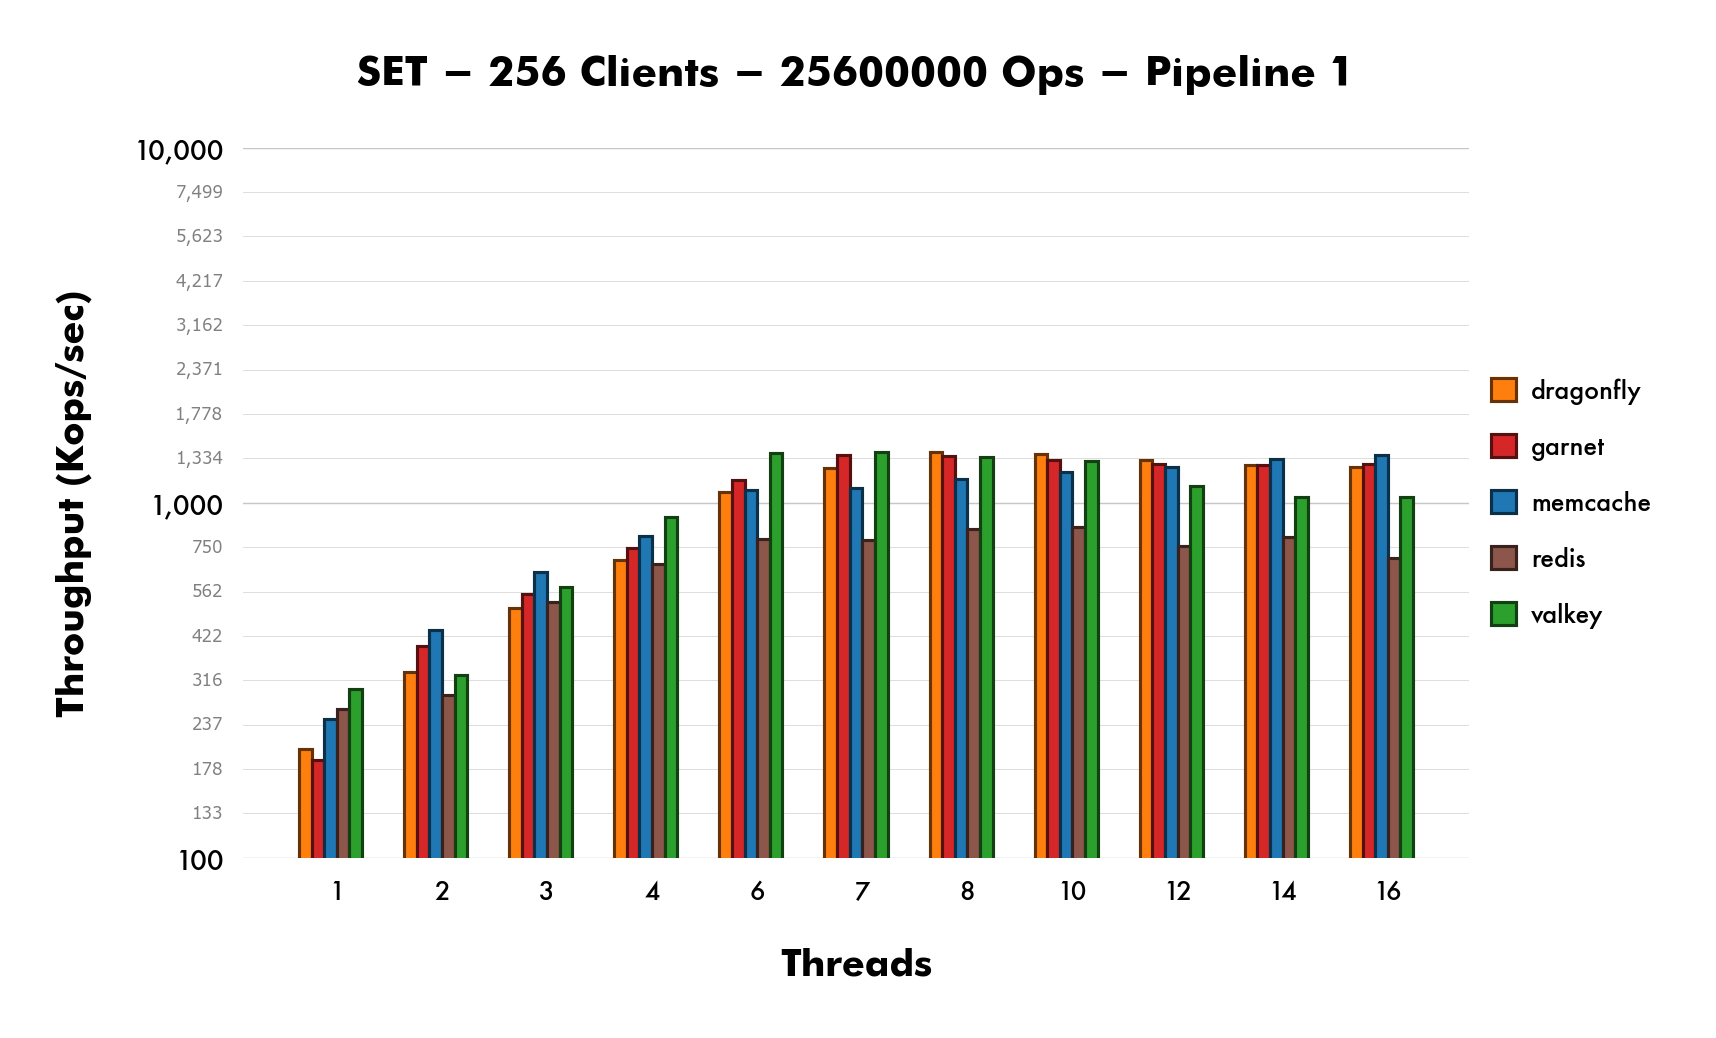 SET – 256 Clients – 25600000 Ops – Pipeline 1
Throughput (Kops/sec)
10,000
7,499
5,623
4,217
3,162
2,371
1,778
1,334
1,000
750
562
422
316
237
178
133
100
1 2 3 4 6 7 8 10 12 14 16
Threads
dragonfly
garnet
memcache
redis
valkey